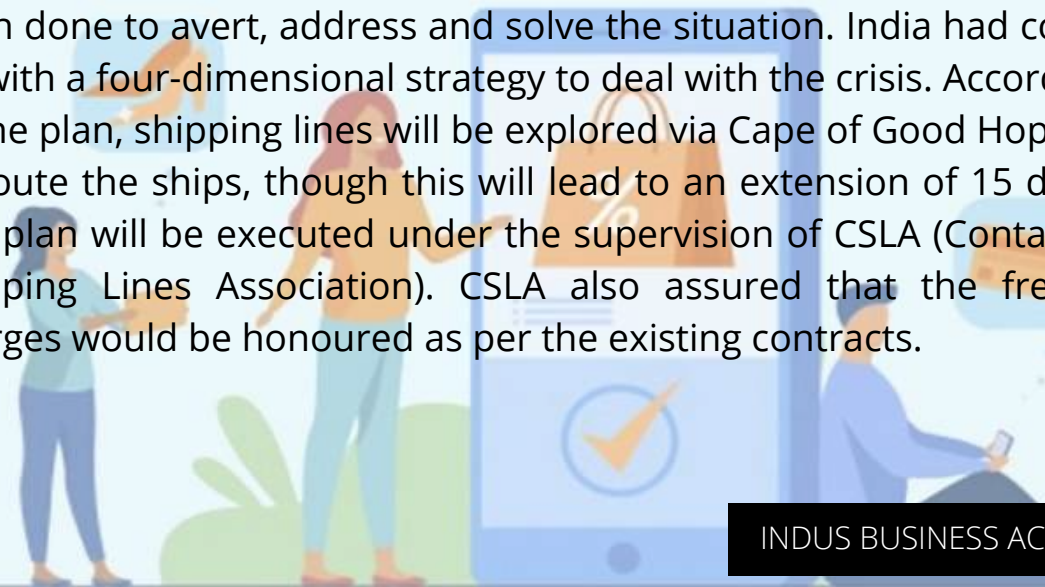 n done to avert, address and solve the situation. India had co
with a four-dimensional strategy to deal with the crisis. Accor
ne plan, shipping lines will be explored via Cape of Good Hop
oute the ships, though this will lead to an extension of 15 d
plan will be executed under the supervision of CSLA (Conta
ping Lines Association). CSLA also assured that the fre
rges would be honoured as per the existing contracts.
%
INDUS BUSINESS AC